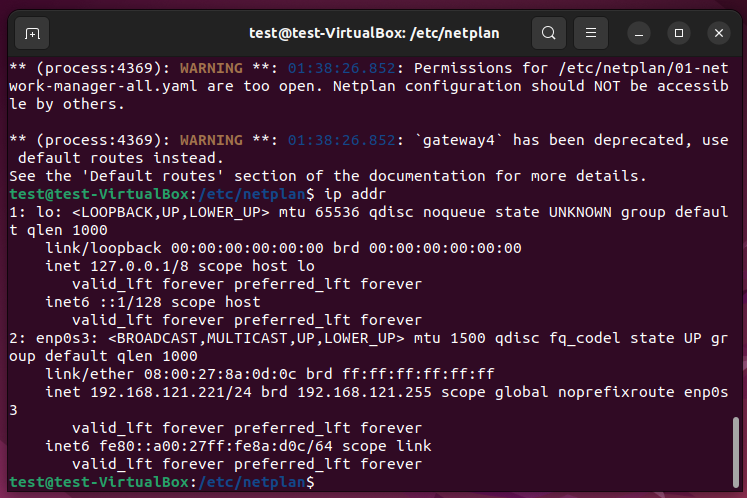 test@test-VirtualBox: /etc/netplan
** (process:4369): WARNING **: 01:38:26.852: Permissions for /etc/netplan/01-net
work-manager-all.yaml are too open. Netplan configuration should NOT be accessib
le by others.
** (process:4369): WARNING **: 01:38:26.852: `gateway4` has been deprecated, use
 default routes instead.
See the 'Default routes' section of the documentation for more details.
test@test-VirtualBox:/etc/netplan$ ip addr
1: lo: <LOOPBACK,UP,LOWER_UP> mtu 65536 qdisc noqueue state UNKNOWN group defaul
t qlen 1000
    link/loopback 00:00:00:00:00:00 brd 00:00:00:00:00:00
    inet 127.0.0.1/8 scope host lo
       valid_lft forever preferred_lft forever
    inet6 ::1/128 scope host
       valid_lft forever preferred_lft forever
2: enp0s3: <BROADCAST,MULTICAST,UP,LOWER_UP> mtu 1500 qdisc fq_codel state UP gr
oup default qlen 1000
    link/ether 08:00:27:8a:0d:0c brd ff:ff:ff:ff:ff:ff
    inet 192.168.121.221/24 brd 192.168.121.255 scope global noprefixroute enp0s
3
       valid_lft forever preferred_lft forever
    inet6 fe80::a00:27ff:fe8a:d0c/64 scope link
       valid_lft forever preferred_lft forever
test@test-VirtualBox:/etc/netplan$